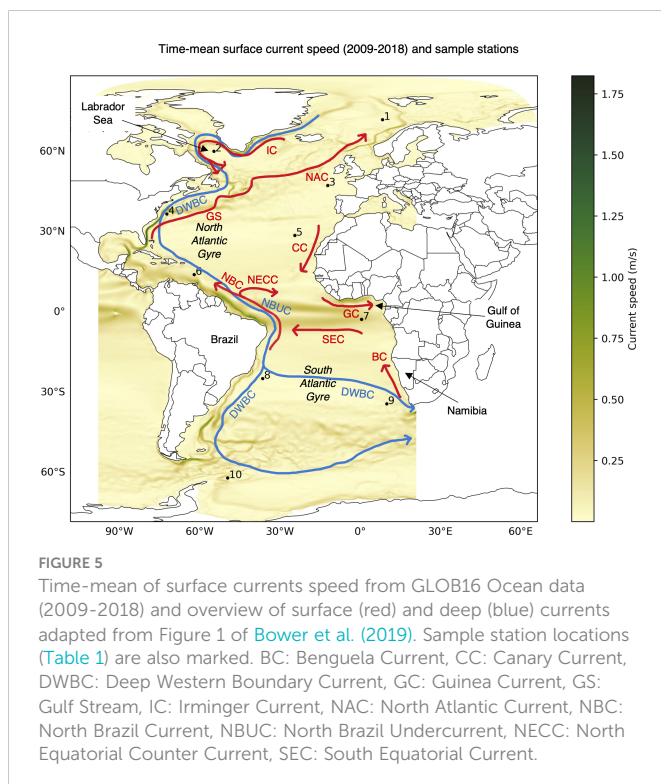 Time-mean surface current speed (2009-2018) and sample stations
Labrador
Sea
1
2
IC
60°N
NAC
3
DWBC
4
GS
30°N
North
Atlantic
Gyre
5
CC
6
NBC
NECC
NBUC
0°
GC
7
Gulf of
Guinea
Brazil
SEC
BC
8
South
Atlantic
Gyre
30°S
DWBC
DWBC
9
Namibia
60°S
10
90°W 60°W 30°W 0° 30°E 60°E
1.75
1.50
1.25
1.00
0.75
0.50
0.25
Current speed (m/s)
FIGURE 5
Time-mean of surface currents speed from GLOB16 Ocean data
(2009-2018) and overview of surface (red) and deep (blue) currents
adapted from Figure 1 of Bower et al. (2019). Sample station locations
(Table 1) are also marked. BC: Benguela Current, CC: Canary Current,
DWBC: Deep Western Boundary Current, GC: Guinea Current, GS:
Gulf Stream, IC: Irminger Current, NAC: North Atlantic Current, NBC:
North Brazil Current, NBUC: North Brazil Undercurrent, NECC: North
Equatorial Counter Current, SEC: South Equatorial Current.